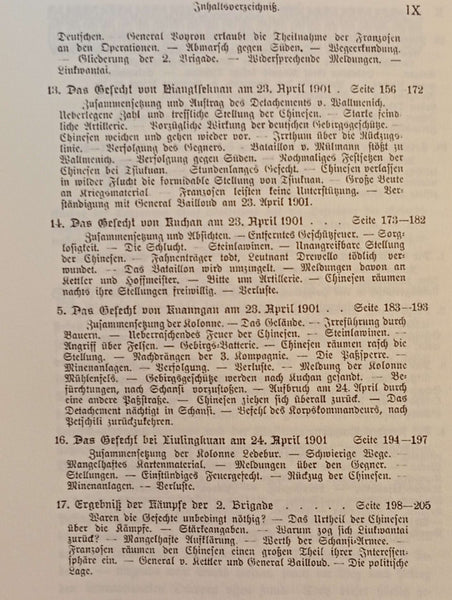 Inhaltsverzeichniß. IX
Deutschen. — General Voyron erlaubt die Theilnahme der Franzosen
an den Operationen. — Abmarsch gegen Süden. — Wegeerkundung.
— Gliederung der 2. Brigade. — Widersprechende Meldungen. —
Liukwantai.
13. Das Gefecht von Hiangtsehuan am 23. April 1901 . Seite 156—172
Zusammensetzung und Auftrag des Detachements v. Wallmenich.
Ueberlegene Zahl und treffliche Stellung der Chinesen. — Starke feind-
liche Artillerie. — Vorzügliche Wirkung der deutschen Gebirgsgeschütze. —
Chinesen weichen und gehen wieder vor. — Irrthum über die Rückzugs-
linie. — Verfolgung des Gegners. — Bataillon v. Mülmann stößt zu
Wallmenich. — Verfolgung gegen Süden. — Nochmaliges Festsetzen der
Chinesen bei Tsiukuan. — Stundenlanges Gefecht. — Chinesen verlassen
in wilder Flucht die formidable Stellung von Tsiukuan. — Große Beute
an Kriegsmaterial — Franzosen leisten keine Unterstützung. — Ver-
ständigung mit General Bailloud am 23. April 1901.
14. Das Gefecht von Kuchan am 23. April 1901 . . . Seite 173—182
Zusammensetzung und Absichten. — Entferntes Geschützfeuer. — Sorg-
losigkeit. — Die Schlucht. — Steinlawinen. — Unangreifbare Stellung
der Chinesen. — Fahnenträger todt, Leutnant Drewello tödlich ver-
wundet. — Das Bataillon wird umzingelt. — Meldungen davon an
Kettler und Hoffmeister. — Bitte um Artillerie. — Chinesen räumen
nachts ihre Stellungen freiwillig. — Verluste.
5. Das Gefecht von Kuanngan am 23. April 1901 . . Seite 183—193
Zusammensetzung der Kolonne. — Das Gelände. — Irreführung durch
Bauern. — Ueberraschendes Feuer der Chinesen. — Steinlawinen. —
Angriff über Felsen. — Gebirgs-Batterie. — Chinesen räumen rasch die
Stellung. — Nachdrängen der 3. Kompagnie. — Die Paßsperre. —
Minenanlagen. — Verfolgung. — Verluste. — Meldung der Kolonne
Mühlenfels. — Gebirgsgeschütze werden nach Kuchan gesandt. — Be-
fürchtungen, nach Schansi vorzustoßen. — Aufbruch am 24. April durch
eine andere Paßstraße. — Chinesen ziehen sich überall zurück. — Das
Detachement nächtigt in Schansi. — Befehl des Korpskommandeurs, nach
Petschili zurückzukehren.
16. Das Gefecht bei Liulingkuan am 24. April 1901 Seite 194—197
Zusammensetzung der Kolonne Ledebur. — Schwierige Wege. —
Mangelhaftes Kartenmaterial. — Meldungen über den Gegner. —
Stellungen. — Einstündiges Feuergefecht. — Rückzug der Chinesen. —
Minenanlagen. — Verluste.
17. Ergebniß der Kämpfe der 2. Brigade . . . . . Seite 198—205
Waren die Gefechte unbedingt nöthig? — Das Urtheil der Chinesen
über die Kämpfe. — Stärkeangaben. — Warum zog sich Liukwantai
zurück? — Mangelhafte Aufklärung. — Werth der Schansi-Armee. —
Franzosen räumen den Chinesen einen großen Theil ihrer Interessen-
sphäre ein. — General v. Kettler und General Bailloud. — Die politische
Lage.